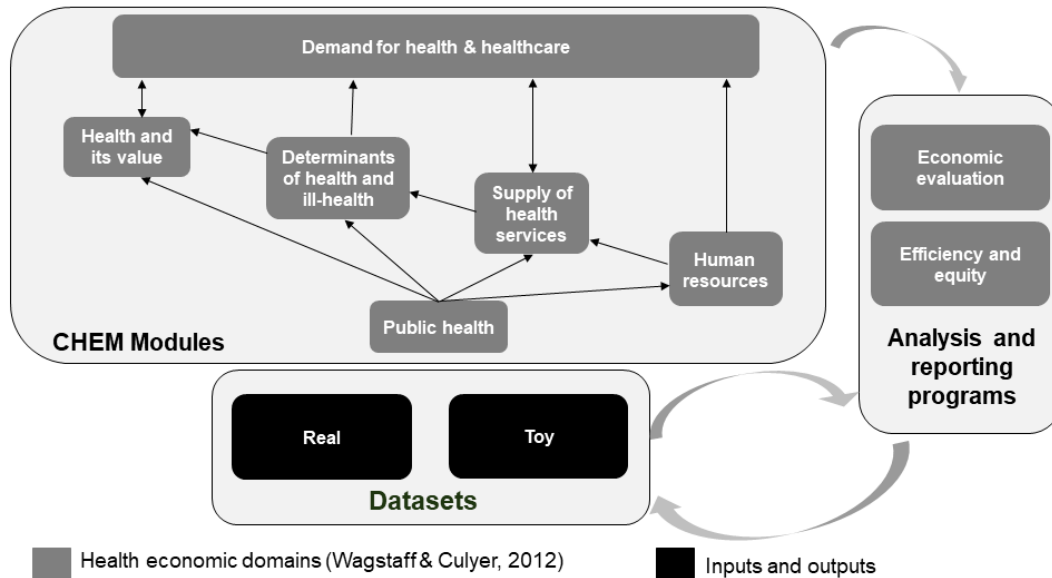 Demand for health & healthcare
Health and
its value
Determinants
of health and
ill-health
Supply of
health
services
Human
resources
Public health
CHEM Modules
Economic
evaluation
Efficiency and
equity
Analysis and
reporting
programs
Real
Toy
Datasets
Health economic domains (Wagstaff & Culyer, 2012)
Inputs and outputs